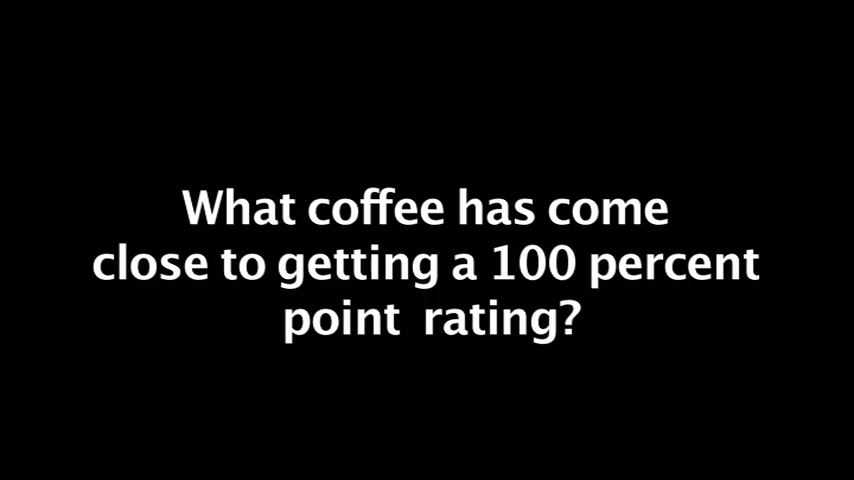 What coffee has come
close to getting a 100 percent
point rating?